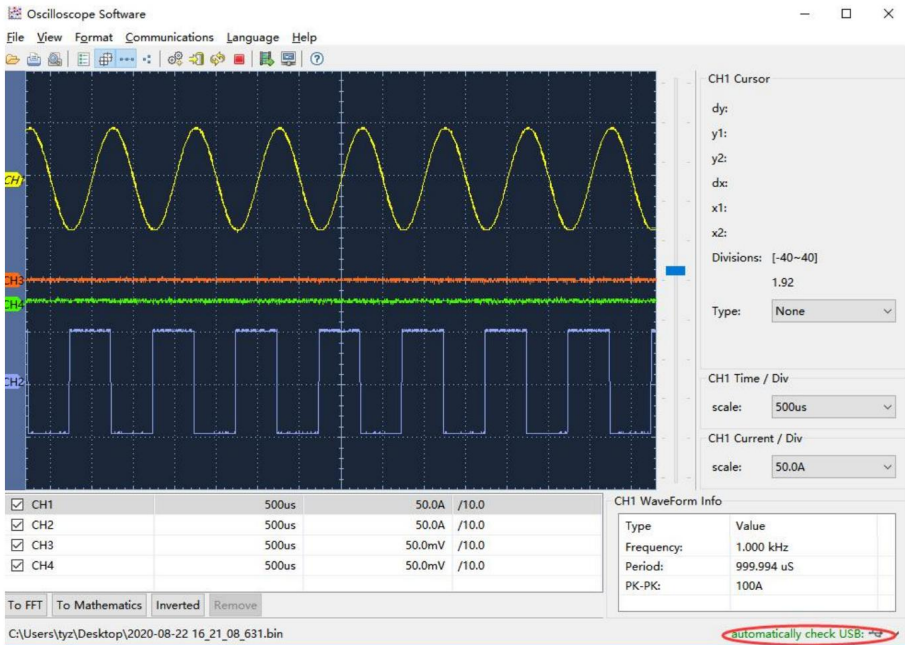 Oscilloscope Software
File View Format Communications Language Help
CH1 Cursor
dy:
y1:
y2:
dx:
x1:
x2:
Divisions: [-40~40]
1.92
Type: None
CH1 Time / Div
scale: 500us
CH1 Current / Div
scale: 50.0A
CH
CH3
CH4
CH2
CH1 500us 50.0A /10.0
CH2 500us 50.0A /10.0
CH3 500us 50.0mV /10.0
CH4 500us 50.0mV /10.0
CH1 WaveForm Info
Type Value
Frequency: 1.000 kHz
Period: 999.994 uS
PK-PK: 100A
To FFT To Mathematics Inverted Remove
C:\Users\tyz\Desktop\2020-08-22 16_21_08_631.bin
automatically check USB: